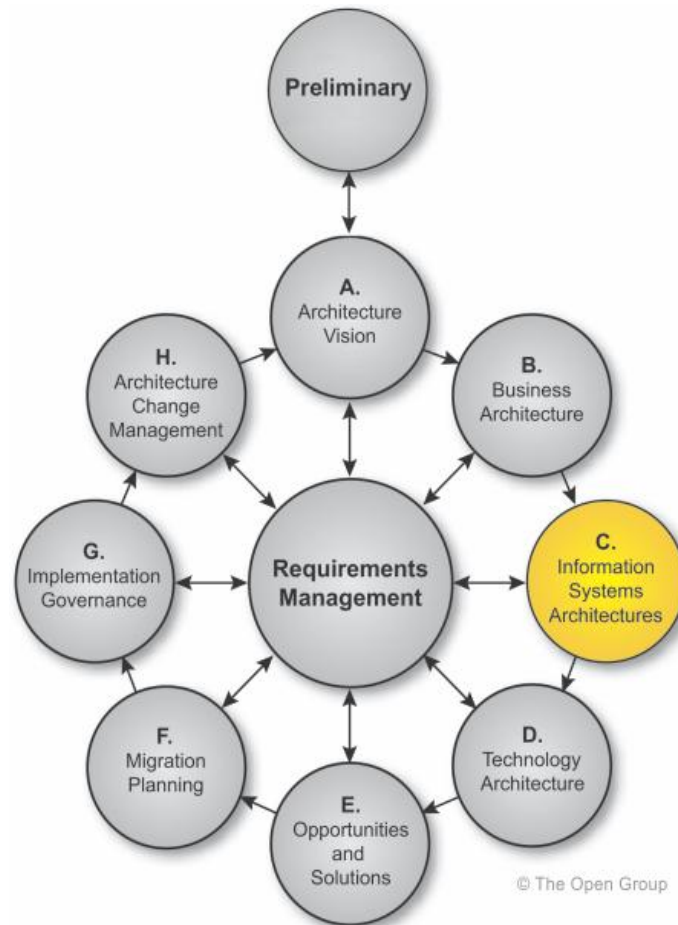 Preliminary
A.
Architecture
Vision
B.
Business
Architecture
C.
Information
Systems
Architectures
D.
Technology
Architecture
E.
Opportunities
and
Solutions
F.
Migration
Planning
G.
Implementation
Governance
H.
Architecture
Change
Management
Requirements
Management
© The Open Group